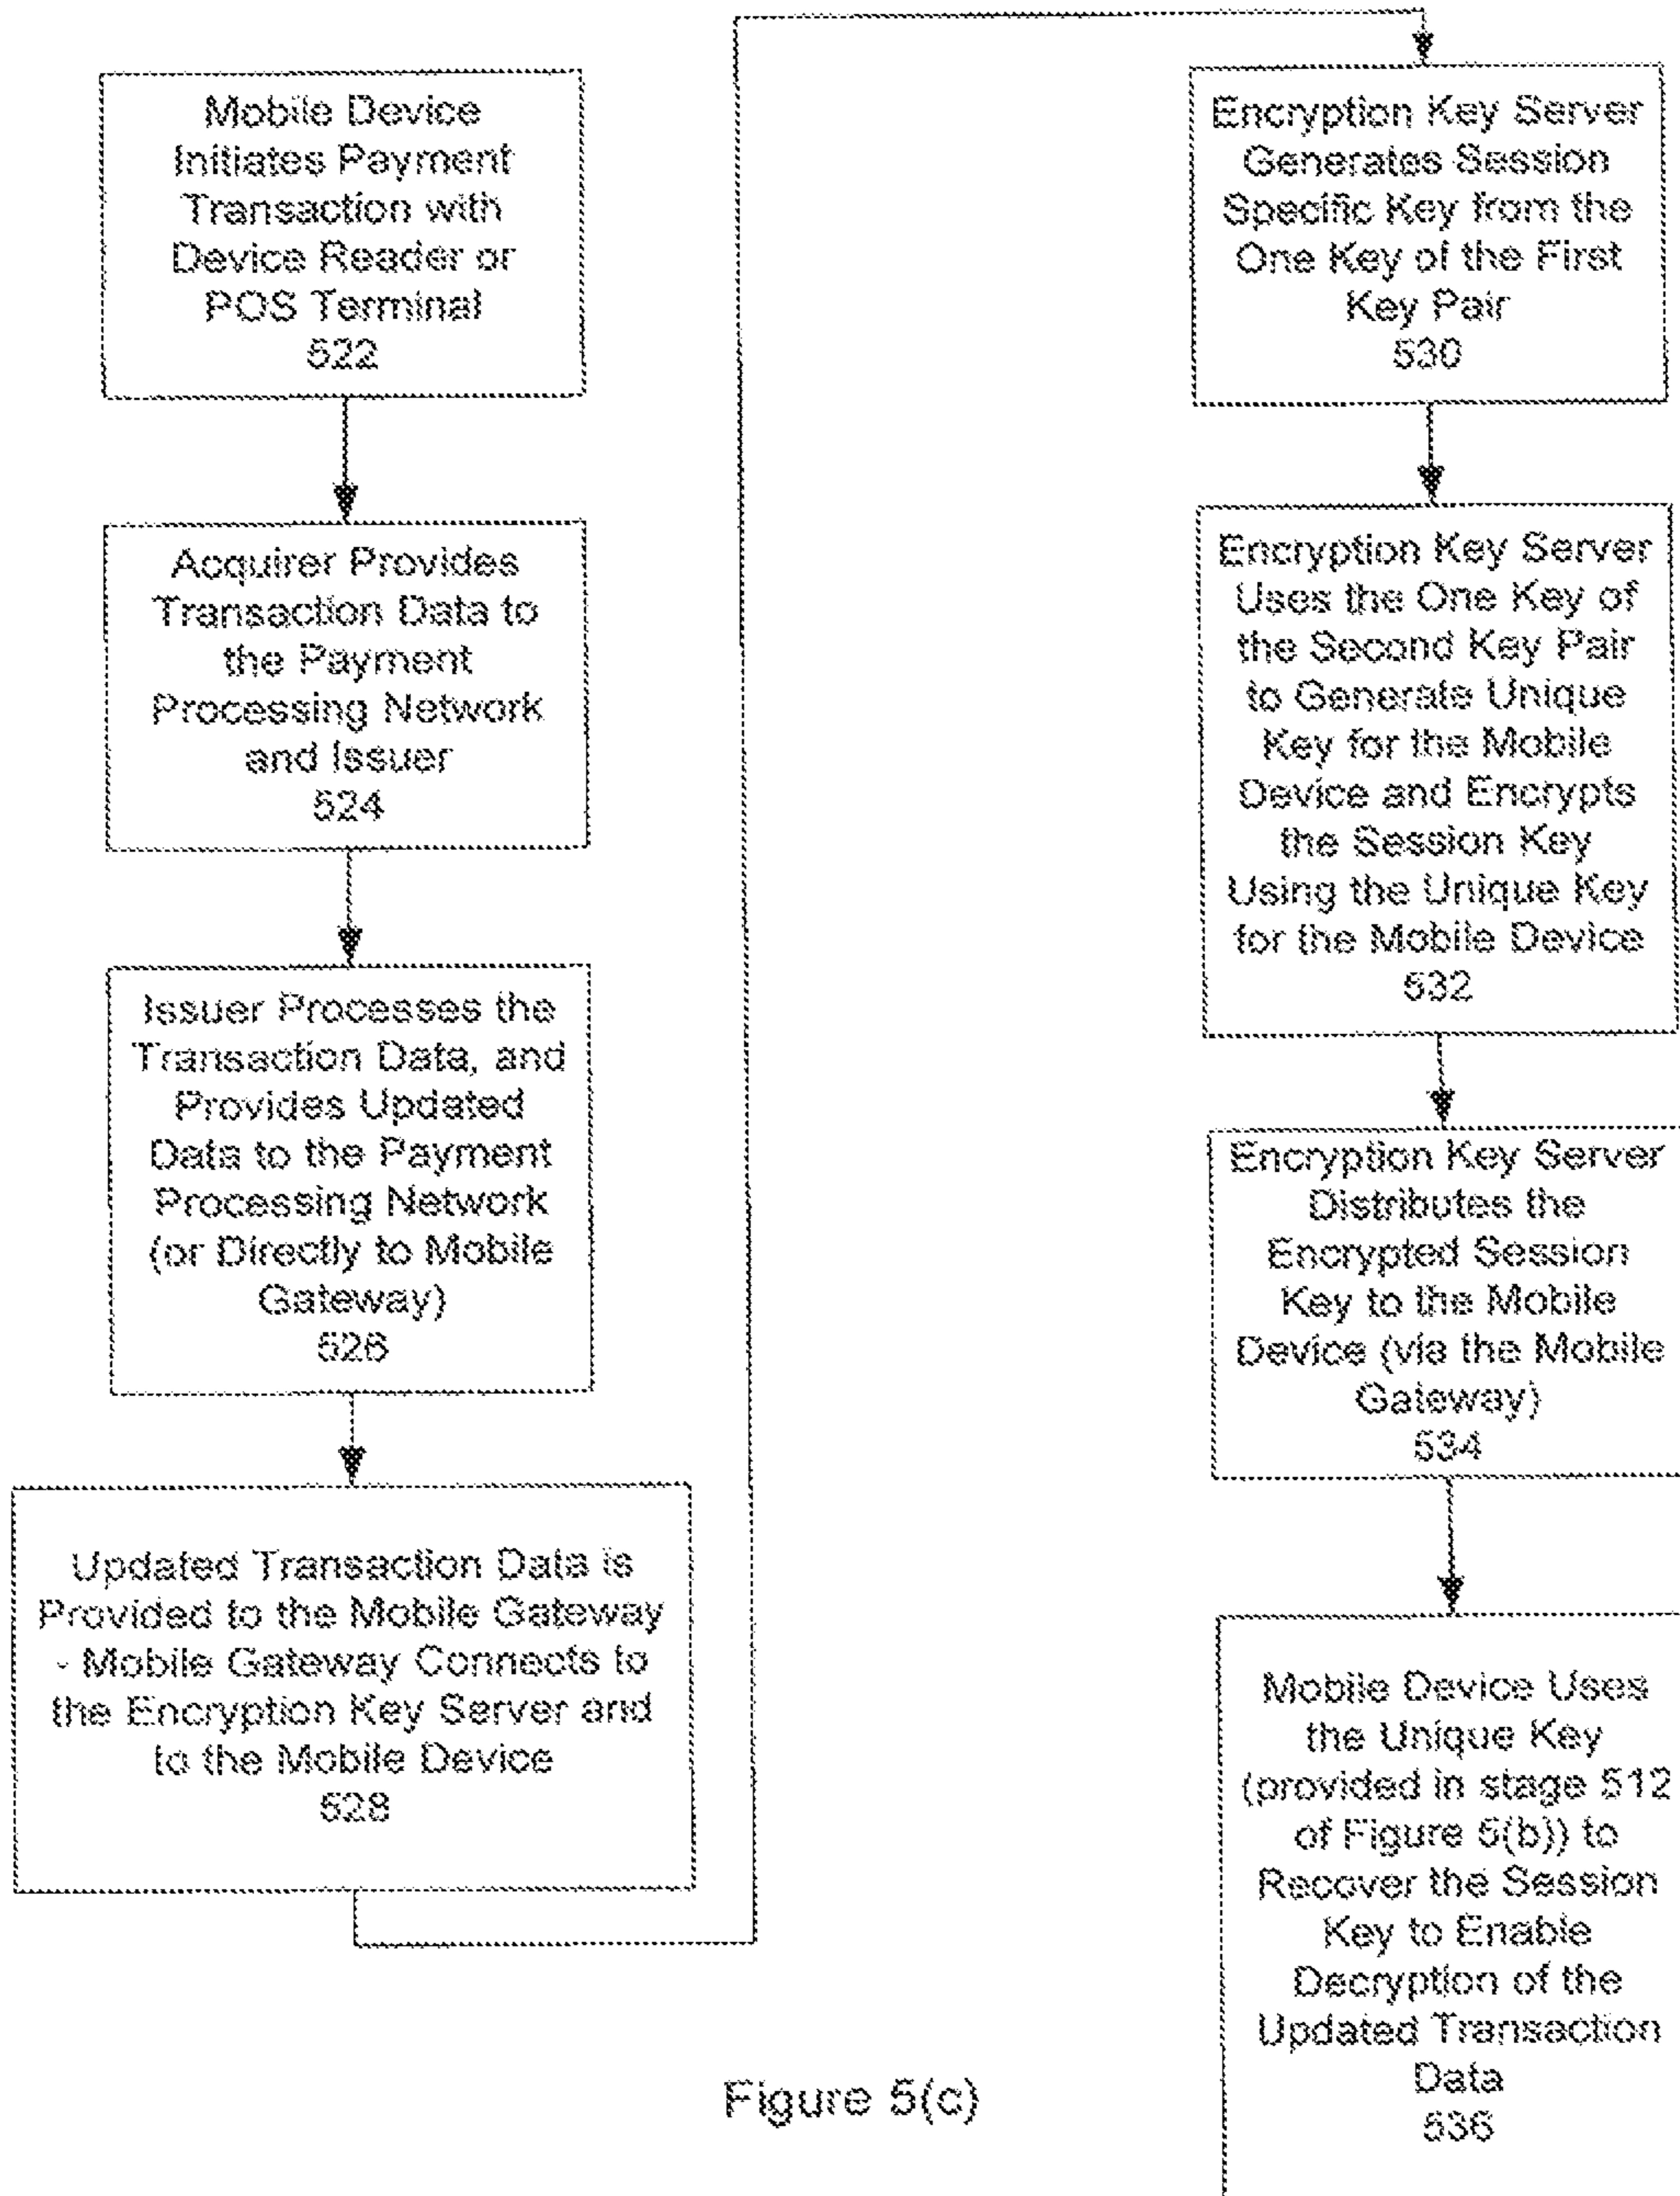 Mobile Device
Initiates Payment
Transaction with
Device Reader or
POS Terminal
522
Acquirer Provides
Transaction Data to
the Payment
Processing Network
and Issuer
524
Issuer Processes the
Transaction Data, and
Provides Updated
Data to the Payment
Processing Network
(or Directly to Mobile
Gateway)
526
Updated Transaction Data is
Provided to the Mobile Gateway
- Mobile Gateway Connects to
the Encryption Key Server and
to the Mobile Device
528
Encryption Key Server
Generates Session
Specific Key from the
One Key of the First
Key Pair
530
Encryption Key Server
Uses the One Key of
the Second Key Pair
to Generate Unique
Key for the Mobile
Device and Encrypts
the Session Key
Using the Unique Key
for the Mobile Device
532
Encryption Key Server
Distributes the
Encrypted Session
Key to the Mobile
Device (via the Mobile
Gateway)
534
Mobile Device Uses
the Unique Key
(provided in stage 512
of Figure 5(b)) to
Recover the Session
Key to Enable
Decryption of the
Updated Transaction
Data
536
Figure 5(c)